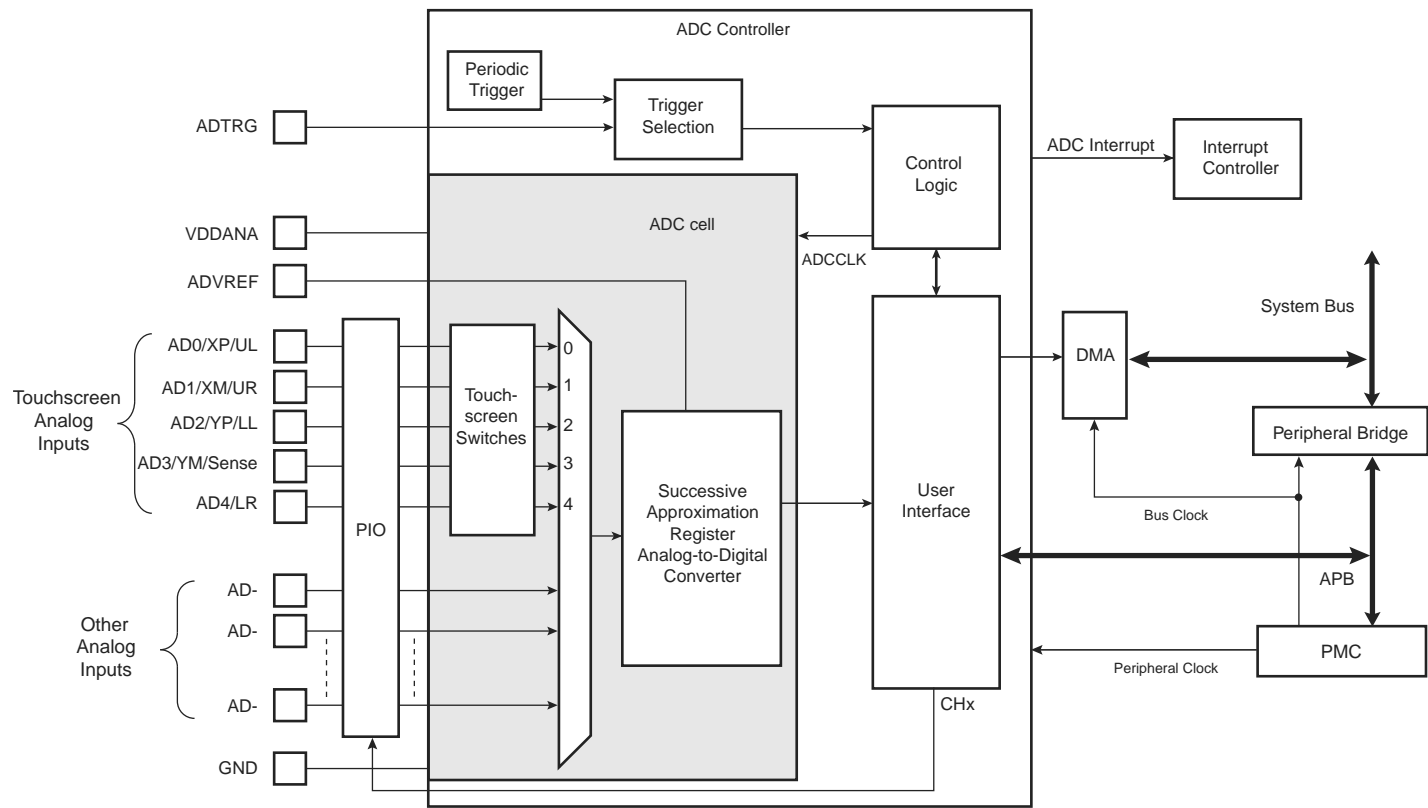 ADC Controller
Periodic
Trigger
Trigger
Selection
ADTRG
Control
Logic
ADC Interrupt
Interrupt
Controller
VDDANA
ADC cell
ADCCLK
ADVREF
System Bus
Touchscreen
Analog
Inputs
AD0/XP/UL
AD1/XM/UR
AD2/YP/LL
AD3/YM/Sense
AD4/LR
PIO
Touch-
screen
Switches
0
1
2
3
4
Successive
Approximation
Register
Analog-to-Digital
Converter
User
Interface
DMA
Peripheral Bridge
Bus Clock
APB
Other
Analog
Inputs
AD-
AD-
AD-
PMC
Peripheral Clock
CHx
GND